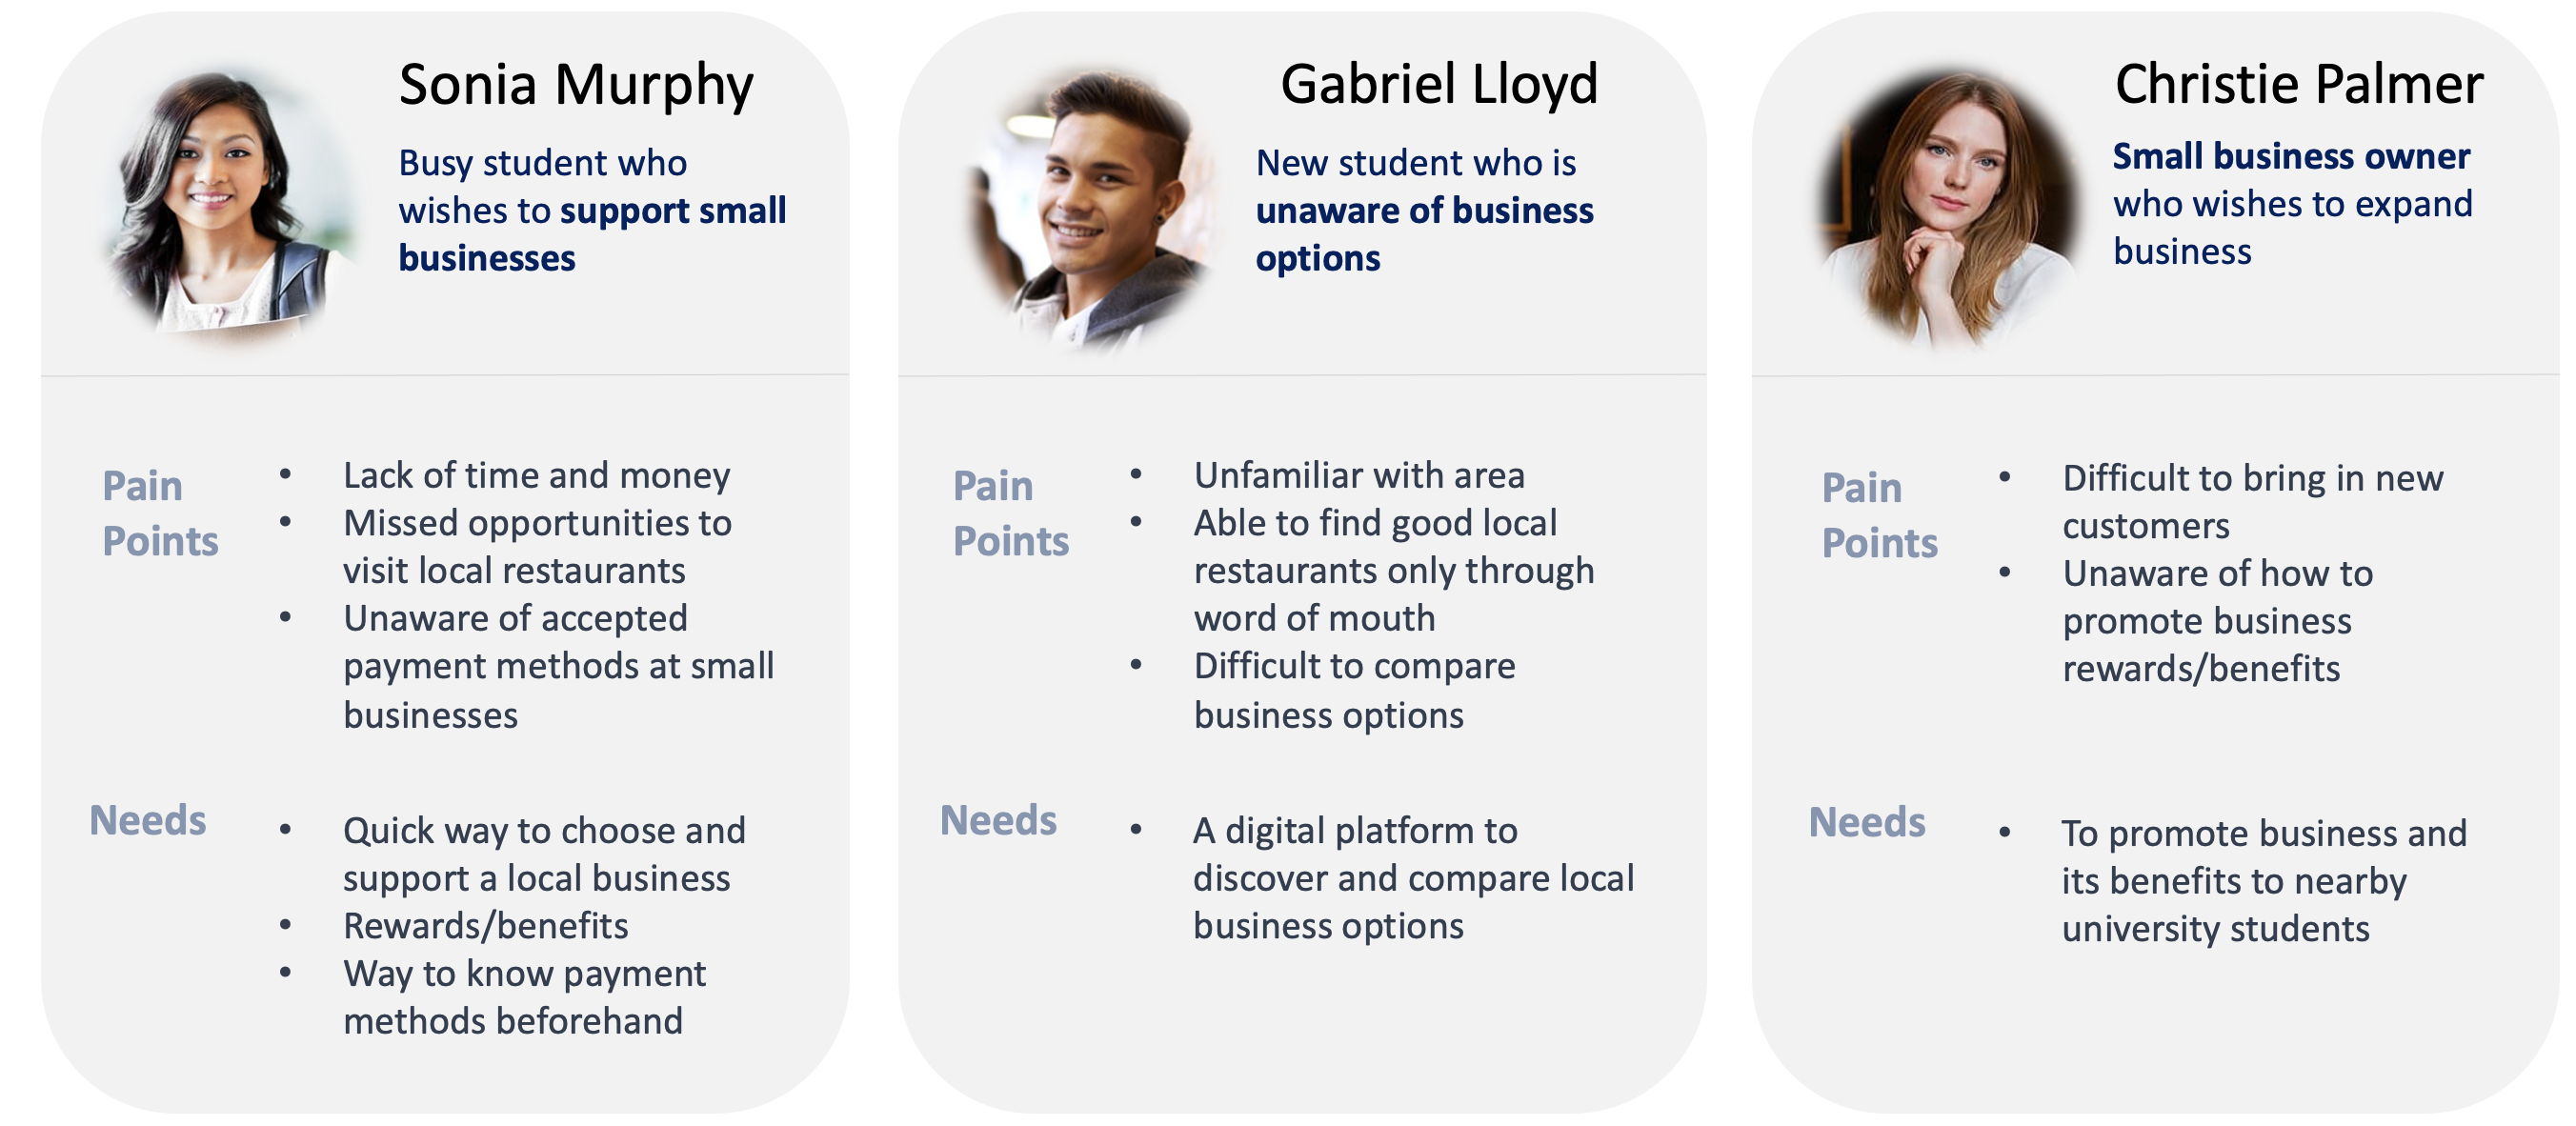 Sonia Murphy
Busy student who
wishes to support small
businesses
Pain
Points
• Lack of time and money
• Missed opportunities to
visit local restaurants
• Unaware of accepted
payment methods at small
businesses
Needs
• Quick way to choose and
support a local business
• Rewards/benefits
• Way to know payment
methods beforehand
Gabriel Lloyd
New student who is
unaware of business
options
Pain
Points
• Unfamiliar with area
• Able to find good local
restaurants only through
word of mouth
• Difficult to compare
business options
Needs
• A digital platform to
discover and compare local
business options
Christie Palmer
Small business owner
who wishes to expand
business
Pain
Points
• Difficult to bring in new
customers
• Unaware of how to
promote business
rewards/benefits
Needs
• To promote business and
its benefits to nearby
university students